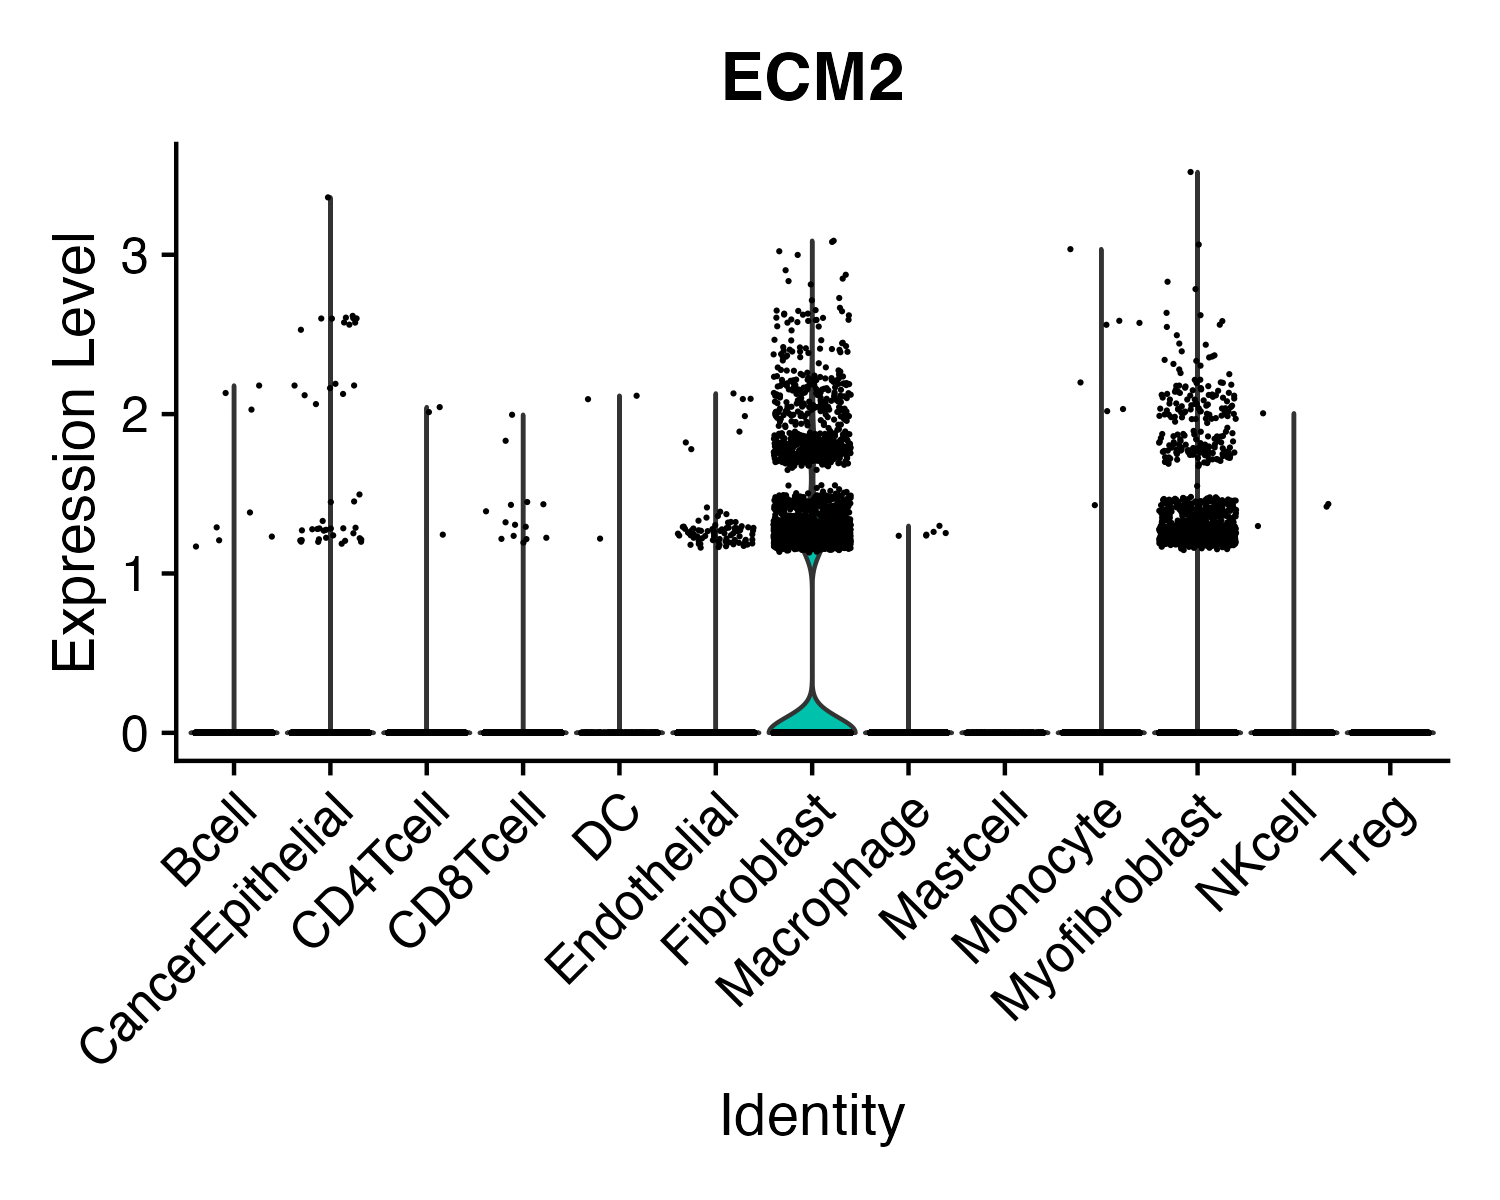 ECM2
Expression Level
3
2
1
0
Bcell
CancerEpithelial
CD4Tcell
CD8Tcell
DC
Endothelial
Fibroblast
Macrophage
Mastcell
Monocyte
Myofibroblast
NKcell
Treg
Identity